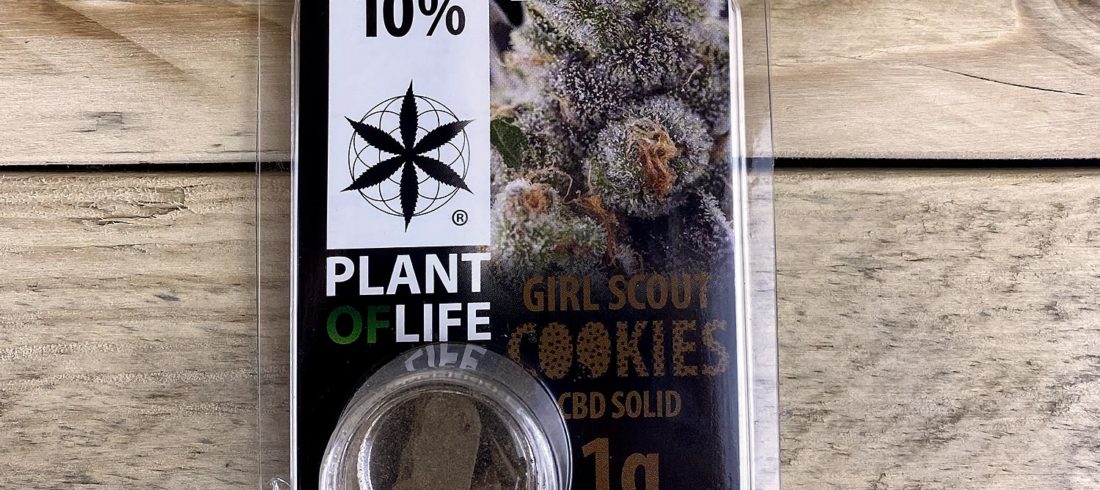 10%
®
PLANT
OFLIFE
GIRL SCOUT
COOKIES
CBD SOLID
1g